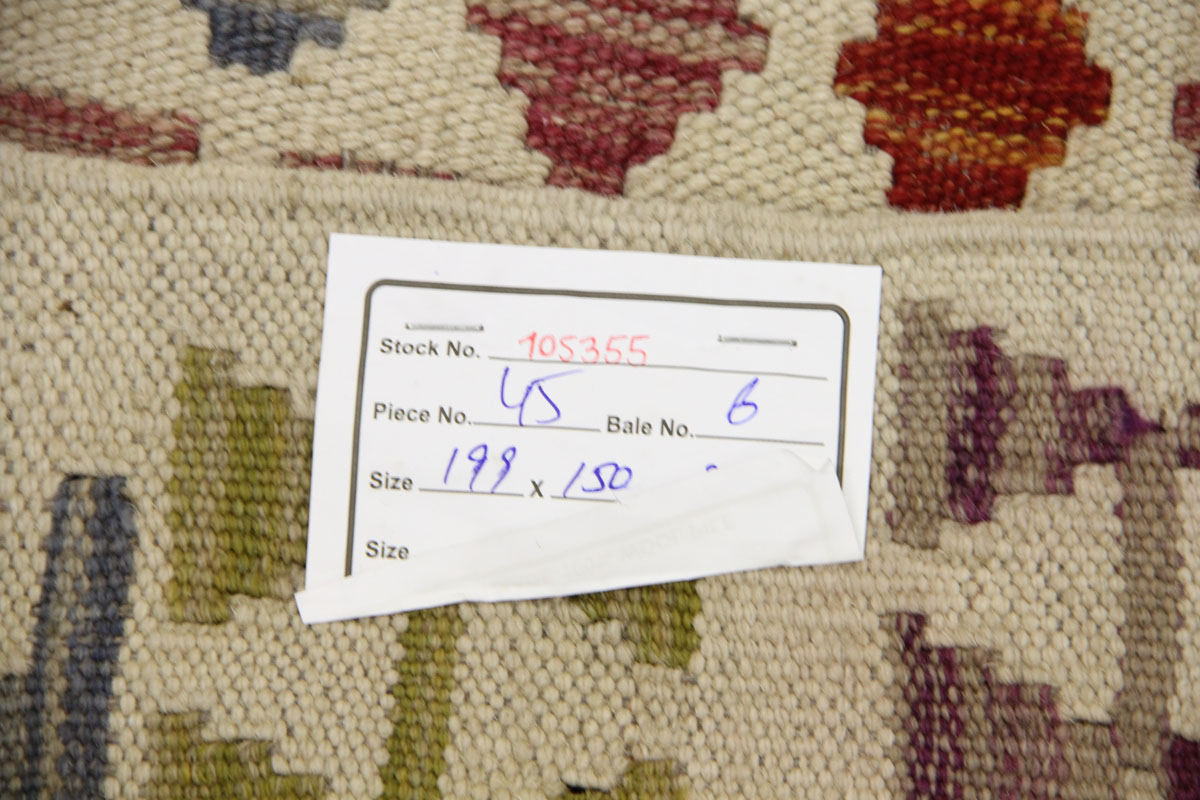 Stock No. 105355
Piece No. 45 Bale No. 6
Size 199 x 150
Size